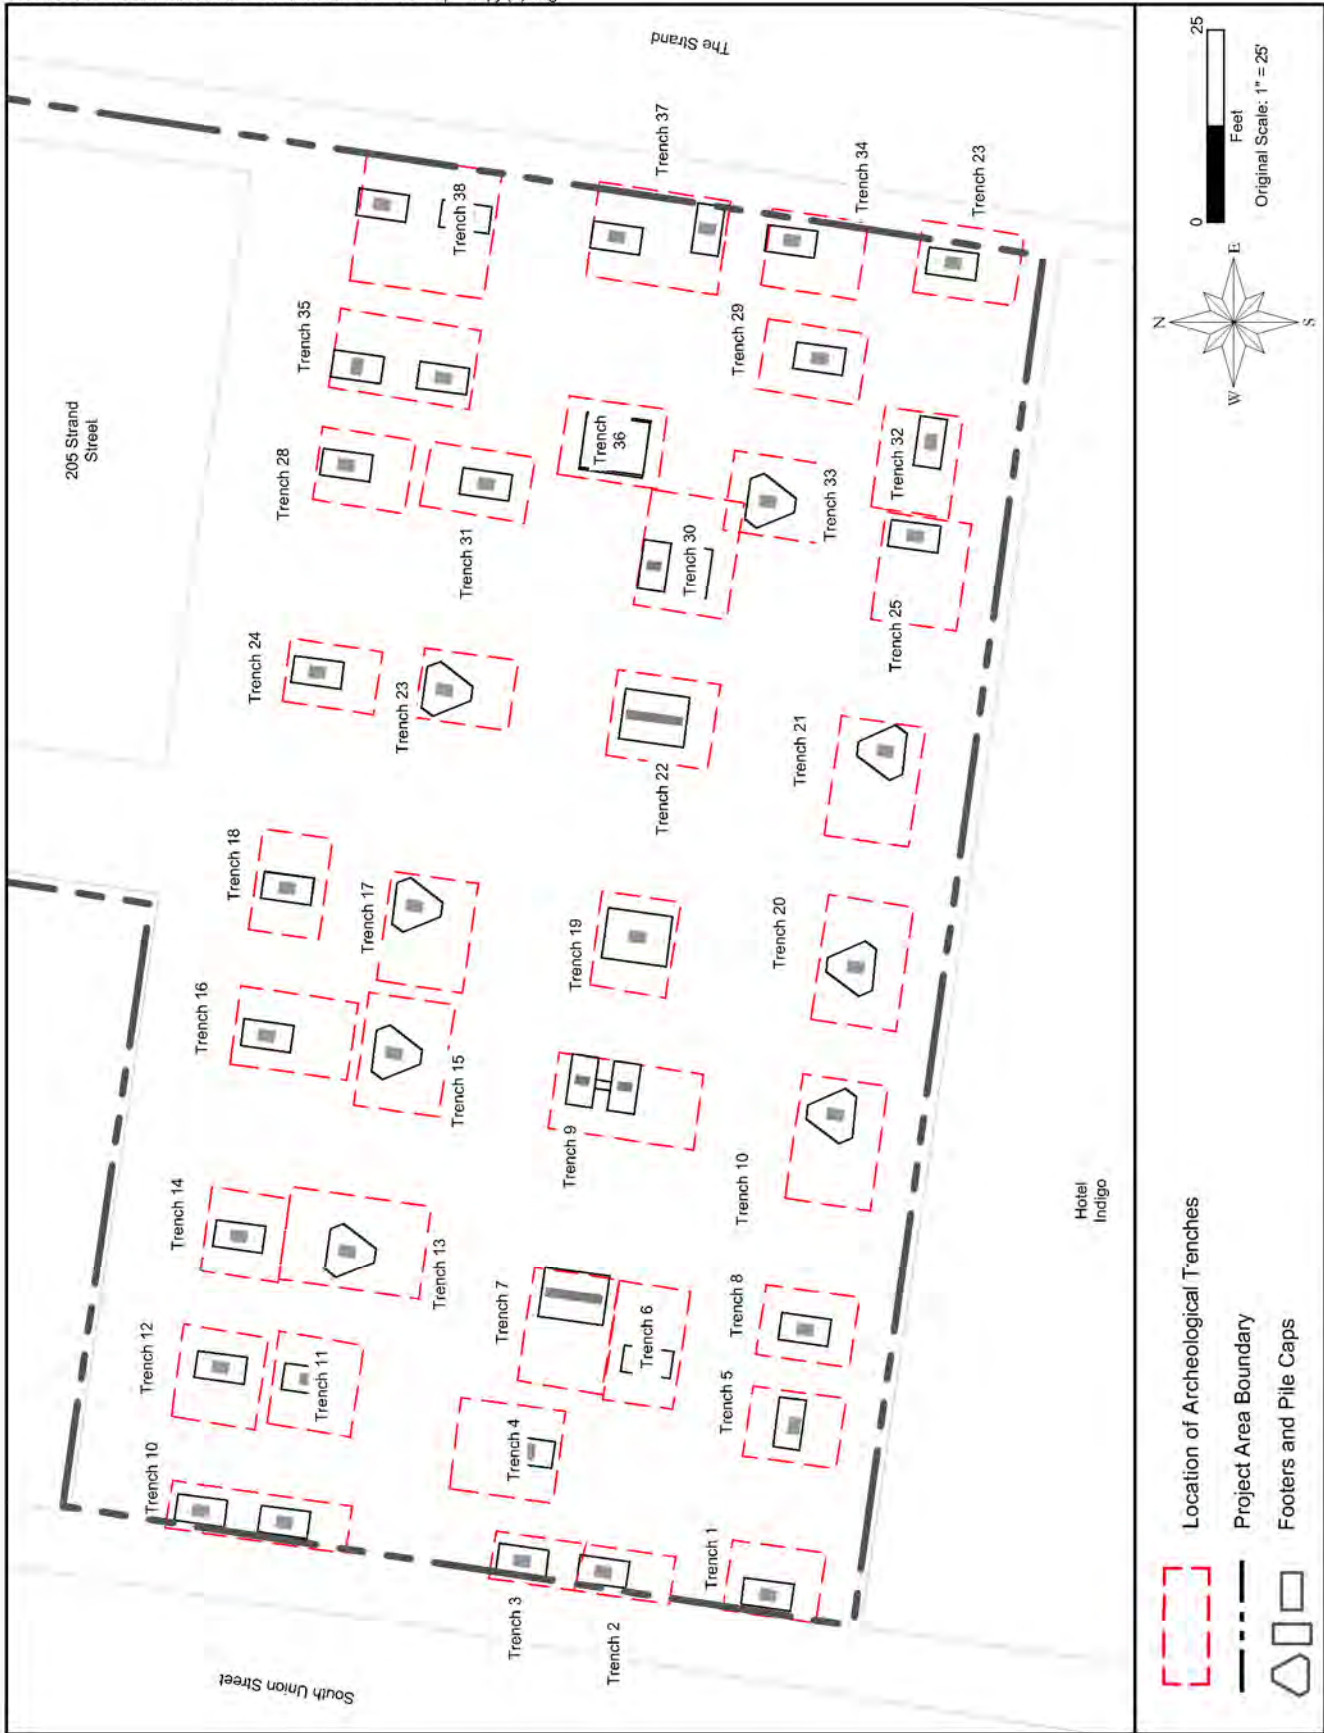 The Strand
205 Strand
Street
Trench 38
Trench 37
Trench 34
Trench 23
Trench 35
Trench 29
Trench 28
Trench
36
Trench 32
Trench 31
Trench 33
Trench 30
Trench 25
Trench 24
Trench 23
Trench 22
Trench 21
Trench 18
Trench 17
Trench 19
Trench 20
Trench 16
Trench 15
Trench 9
Trench 10
Trench 14
Trench 13
Trench 7
Trench 6
Trench 8
Trench 12
Trench 11
Trench 4
Trench 5
Trench 10
Trench 3
Trench 2
Trench 1
South Union Street
Hotel
Indigo
Location of Archeological Trenches
Project Area Boundary
Footers and Pile Caps
N
W
E
S
0
25
Feet
Original Scale: 1" = 25'